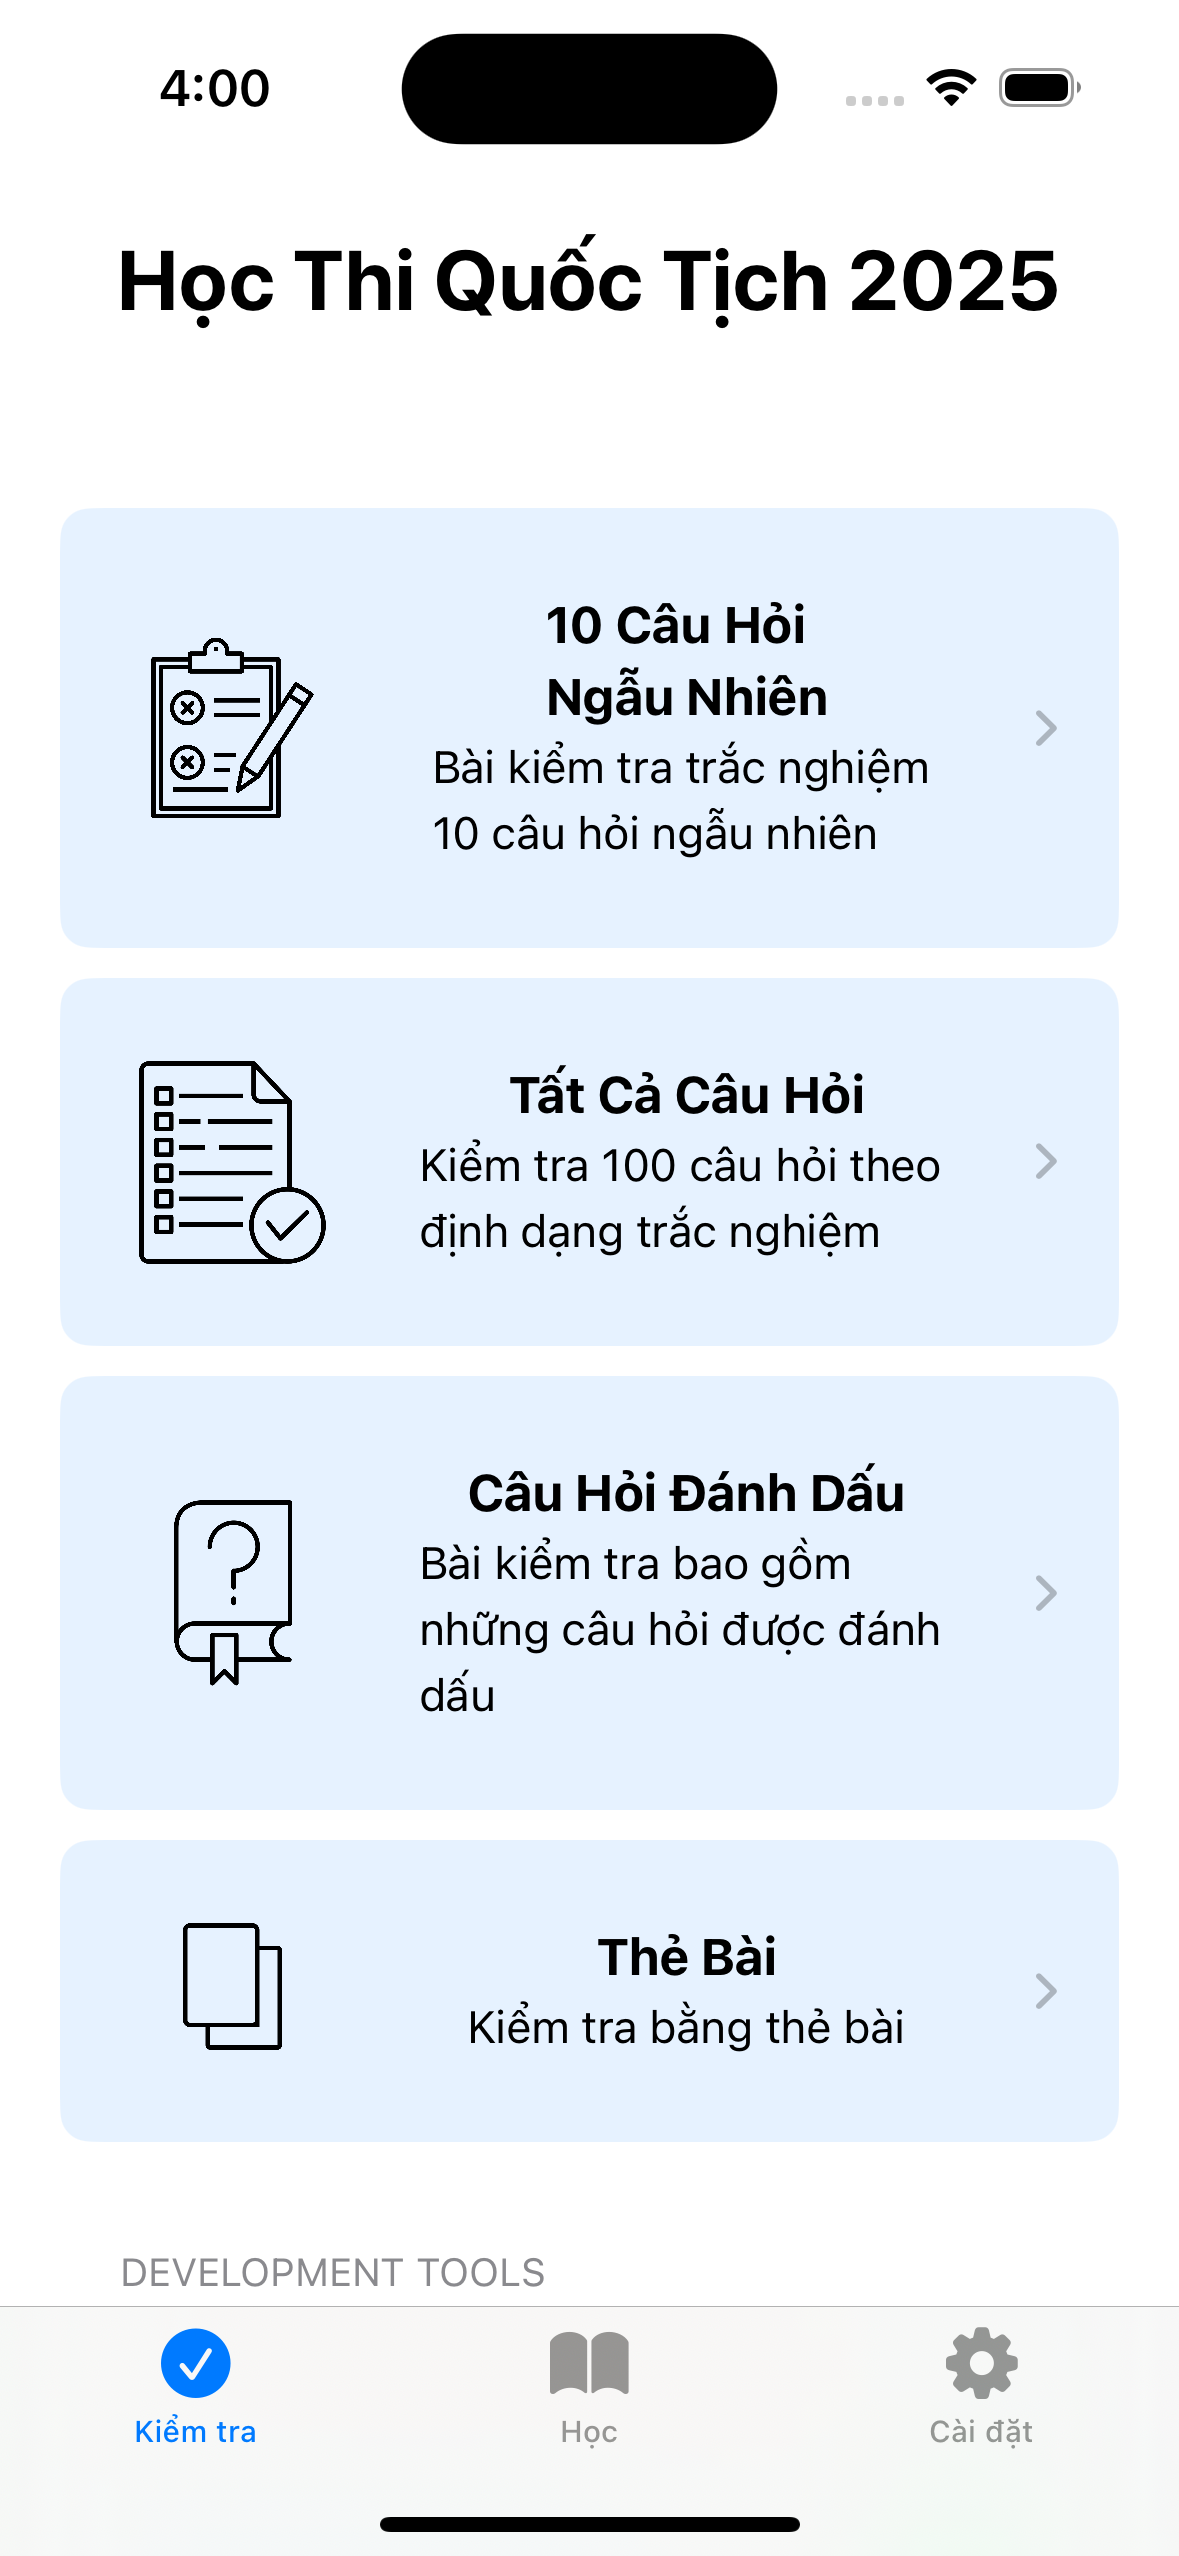 4:00
Học Thi Quốc Tịch 2025
10 Câu Hỏi
Ngẫu Nhiên
Bài kiểm tra trắc nghiệm
10 câu hỏi ngẫu nhiên
Tất Cả Câu Hỏi
Kiểm tra 100 câu hỏi theo
định dạng trắc nghiệm
Câu Hỏi Đánh Dấu
Bài kiểm tra bao gồm
những câu hỏi được đánh
dấu
Thẻ Bài
Kiểm tra bằng thẻ bài
DEVELOPMENT TOOLS
Kiểm tra
Học
Cài đặt